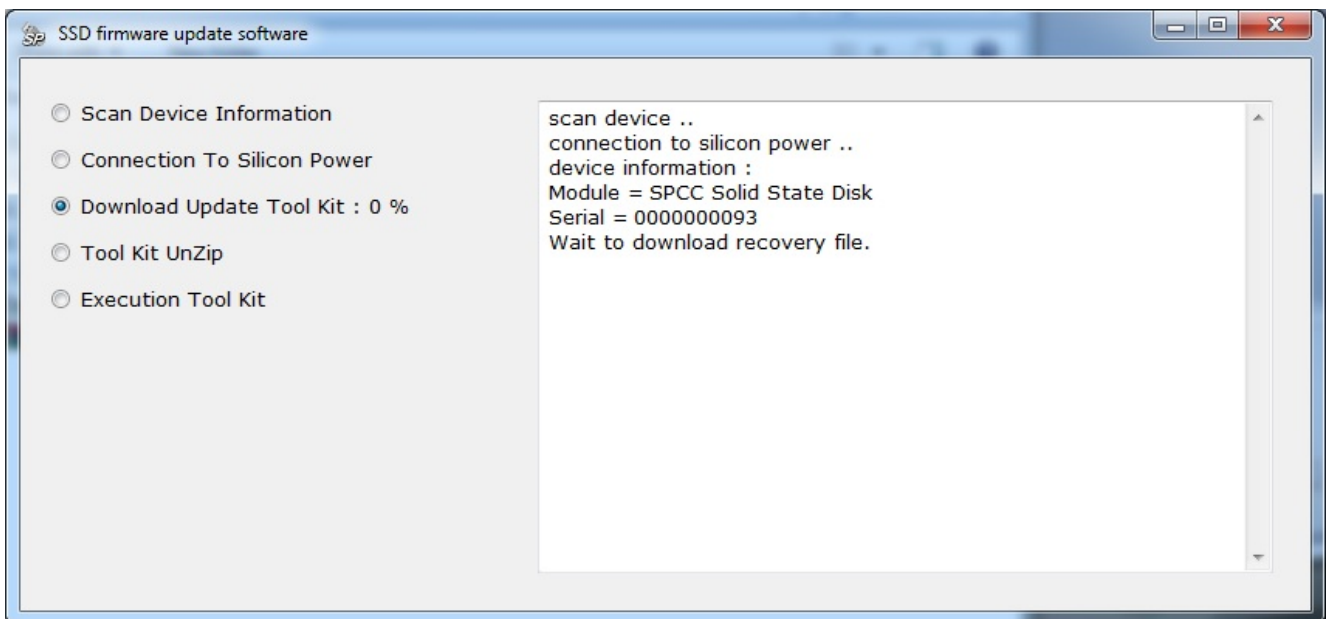 SSD firmware update software
Scan Device Information
Connection To Silicon Power
Download Update Tool Kit : 0 %
Tool Kit UnZip
Execution Tool Kit
scan device ..
connection to silicon power ..
device information :
Module = SPCC Solid State Disk
Serial = 0000000093
Wait to download recovery file.